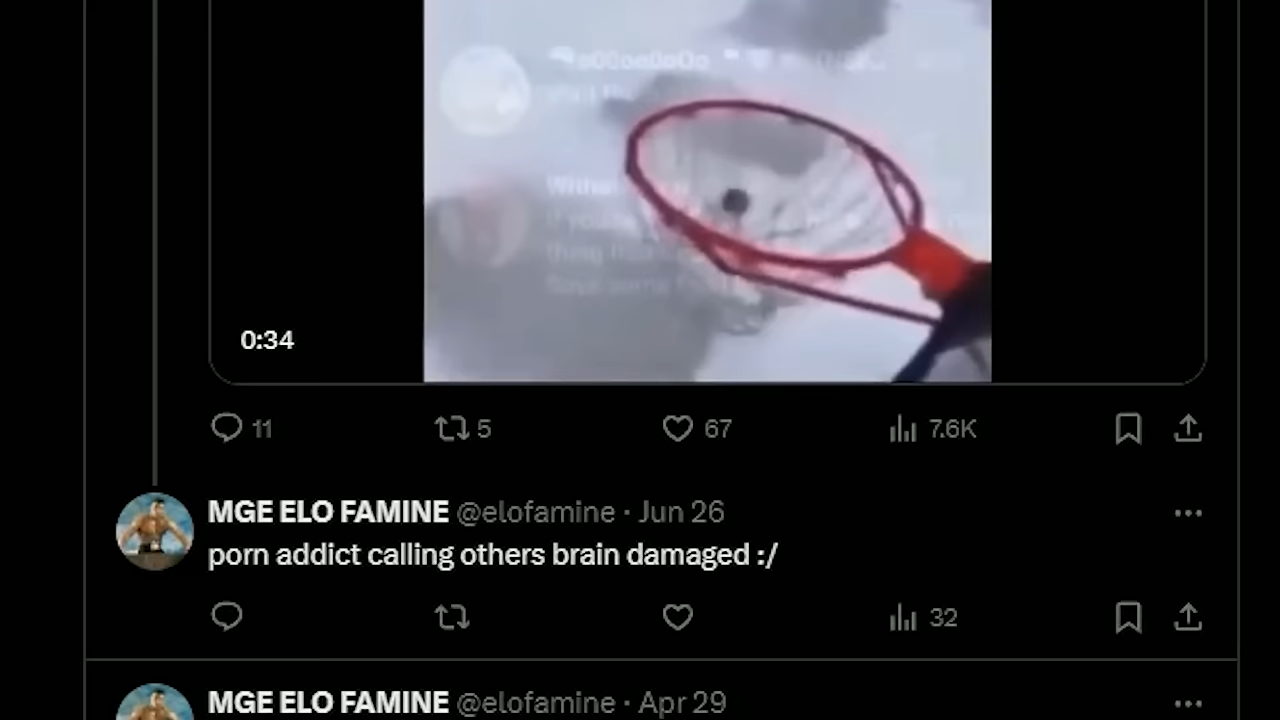 0:34
11 5 67 7.6K
MGE ELO FAMINE @elofamine · Jun 26
porn addict calling others brain damaged :/
32
MGE ELO FAMINE @elofamine · Apr 29